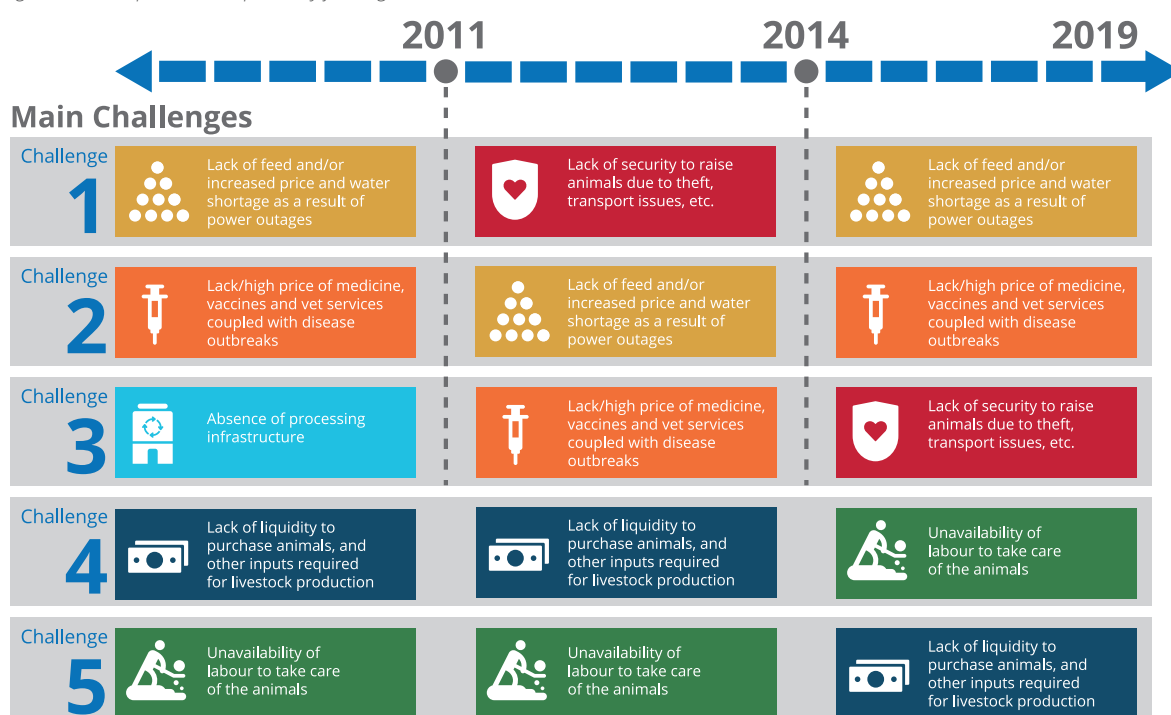 2011
2014
2019
Main Challenges
Challenge
1
Lack of feed and/or
increased price and water
shortage as a result of
power outages
Lack of security to raise
animals due to theft,
transport issues, etc.
Lack of feed and/or
increased price and water
shortage as a result of
power outages
Challenge
2
Lack/high price of medicine,
vaccines and vet services
coupled with disease
outbreaks
Lack of feed and/or
increased price and water
shortage as a result of
power outages
Lack/high price of medicine,
vaccines and vet services
coupled with disease
outbreaks
Challenge
3
Absence of processing
infrastructure
Lack/high price of medicine,
vaccines and vet services
coupled with disease
outbreaks
Lack of security to raise
animals due to theft,
transport issues, etc.
Challenge
4
Lack of liquidity to
purchase animals, and
other inputs required
for livestock production
Lack of liquidity to
purchase animals, and
other inputs required
for livestock production
Unavailability of
labour to take care
of the animals
Challenge
5
Unavailability of
labour to take care
of the animals
Unavailability of
labour to take care
of the animals
Lack of liquidity to
purchase animals, and
other inputs required
for livestock production